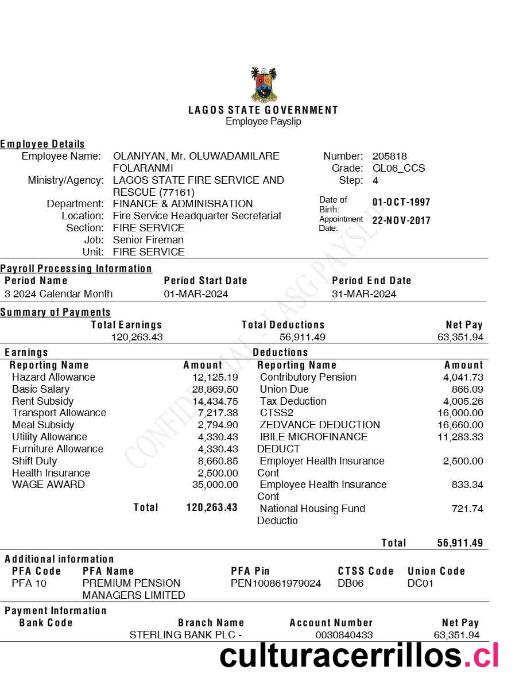 LAGOS STATE GOVERNMENT
Employee Payslip
Employee Details
Employee Name: OLANIYAN, Mr. OLUWADAMILARE FOLARANMI Number: 205818
Grade: GL06_CCS
Ministry/Agency: LAGOS STATE FIRE SERVICE AND RESCUE (77161) Step: 4
Department: FINANCE & ADMINISRATION Date of Birth: 01-OCT-1997
Location: Fire Service Headquarter Secretariat Appointment Date: 22-NOV-2017
Section: FIRE SERVICE
Job: Senior Fireman
Unit: FIRE SERVICE
Payroll Processing Information
Period Name Period Start Date Period End Date
3 2024 Calendar Month 01-MAR-2024 31-MAR-2024
Summary of Payments
Total Earnings Total Deductions Net Pay
120,263.43 56,911.49 63,351.94
Earnings Deductions
Reporting Name Amount Reporting Name Amount
Hazard Allowance 12,125.19 Contributory Pension 4,041.73
Basic Salary 28,869.50 Union Due 866.09
Rent Subsidy 14,434.75 Tax Deduction 4,005.26
Transport Allowance 7,217.38 CTSS2 16,000.00
Meal Subsidy 2,794.90 ZEDVANCE DEDUCTION 16,660.00
Utility Allowance 4,330.43 IBILE MICROFINANCE DEDUCT 11,283.33
Furniture Allowance 4,330.43
Shift Duty 8,660.85 Employer Health Insurance Cont 2,500.00
Health Insurance 2,500.00
WAGE AWARD 35,000.00 Employee Health Insurance Cont 833.34
Total 120,263.43 National Housing Fund Deductio 721.74
Total 56,911.49
Additional information
PFA Code PFA Name PFA Pin CTSS Code Union Code
PFA 10 PREMIUM PENSION MANAGERS LIMITED PEN100861979024 DB06 DC01
Payment Information
Bank Code Branch Name Account Number Net Pay
STERLING BANK PLC - 0030840433 63,351.94
CONFIDENTIAL - LASG PAYSLIP
culturacerrillos.cl